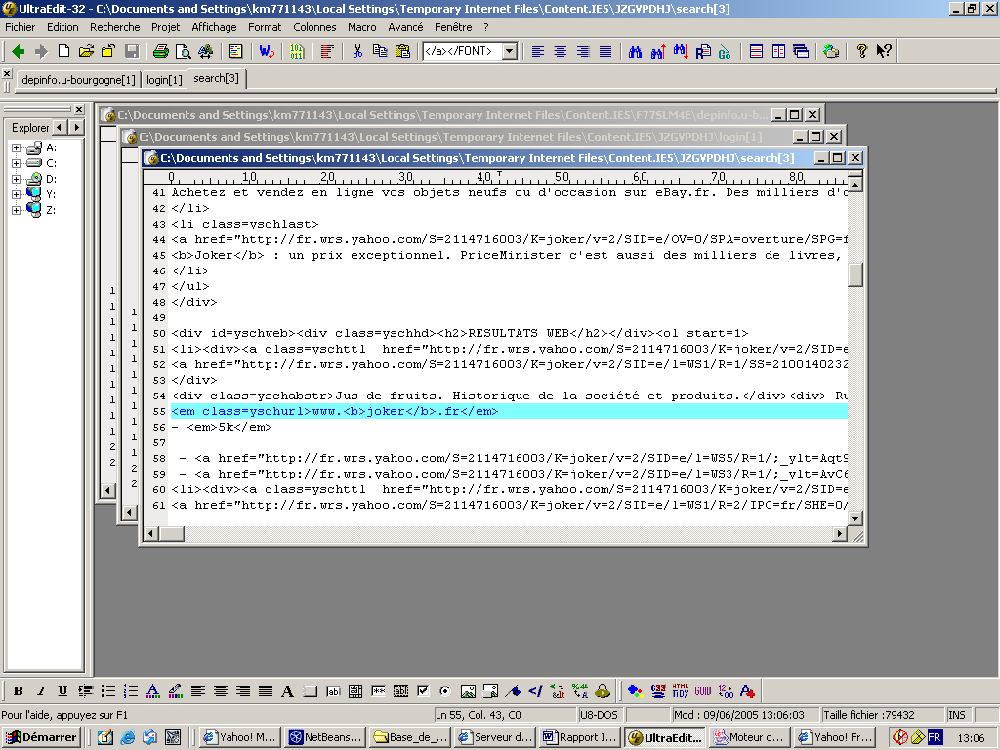 UltraEdit-32 - C:\Documents and Settings\km771143\Local Settings\Temporary Internet Files\Content.IE5\JZGVPDHJ\search[3]
Fichier Edition Recherche Projet Affichage Format Colonnes Macro Avancé Fenêtre ?
</a></FONT>
depinfo.u-bourgogne[1] login[1] search[3]
Explorer
A:
C:
D:
Y:
Z:
C:\Documents and Settings\km771143\Local Settings\Temporary Internet Files\Content.IE5\F77SLM4E\depinfo.u-b...
C:\Documents and Settings\km771143\Local Settings\Temporary Internet Files\Content.IE5\JZGVPDHJ\login[1]
C:\Documents and Settings\km771143\Local Settings\Temporary Internet Files\Content.IE5\JZGVPDHJ\search[3]
0 10 20 30 40 50 60 70 80
41 Achetez et vendez en ligne vos objets neufs ou d'occasion sur eBay.fr. Des milliers d'o
42 </li>
43 <li class=yschlast>
44 <a href="http://fr.wrs.yahoo.com/S=2114716003/K=joker/v=2/SID=e/OV=0/SPA=overture/SPG=f
45 <b>Joker</b> : un prix exceptionnel. PriceMinister c'est aussi des milliers de livres,
46 </li>
47 </ul>
48 </div>
49
50 <div id=yschweb><div class=yschhd><h2>RESULTATS WEB</h2></div><ol start=1>
51 <li><div><a class=yschttl  href="http://fr.wrs.yahoo.com/S=2114716003/K=joker/v=2/SID=e
52 <a href="http://fr.wrs.yahoo.com/S=2114716003/K=joker/v=2/SID=e/l=WS1/R=1/SS=2100140232
53 </div>
54 <div class=yschabstr>Jus de fruits. Historique de la société et produits.</div><div> Ru
55 <em class=yschurl>www.<b>joker</b>.fr</em>
56 - <em>5k</em>
57
58  - <a href="http://fr.wrs.yahoo.com/S=2114716003/K=joker/v=2/SID=e/l=WS5/R=1/;_ylt=Aqt9
59  - <a href="http://fr.wrs.yahoo.com/S=2114716003/K=joker/v=2/SID=e/l=WS3/R=1/;_ylt=AvC6
60 <li><div><a class=yschttl  href="http://fr.wrs.yahoo.com/S=2114716003/K=joker/v=2/SID=e
61 <a href="http://fr.wrs.yahoo.com/S=2114716003/K=joker/v=2/SID=e/l=WS1/R=2/IPC=fr/SHE=0/
B I U A CSS HTML TIDY GUID
Pour l'aide, appuyez sur F1 Ln 55, Col. 43, C0 U8-DOS Mod : 09/06/2005 13:06:03 Taille fichier :79432 INS
Démarrer Yahoo! M... NetBeans... Base_de_... Serveur d... Rapport I... UltraEdit... Moteur d... Yahoo! Fr... FR 13:06